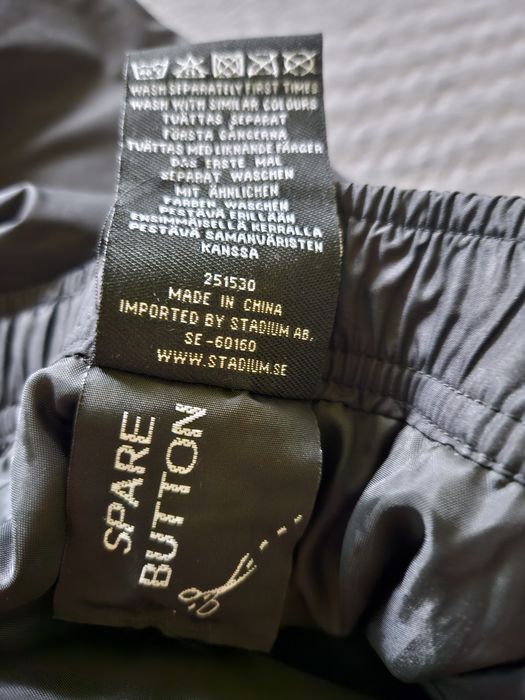 WASH SEPARATELY FIRST TIMES
WASH WITH SIMILAR COLOURS
TVÄTTAS SEPARAT
FÖRSTA GÅNGERNA
TVÄTTAS MED LIKNANDE FÄRGER
DAS ERSTE MAL
SEPARAT WASCHEN
MIT ÄHNLICHEN
FARBEN WASCHEN
PESTÄVÄ ERILLÄÄN
ENSIMMÄISELLÄ KERRALLA
PESTÄVÄ SAMANVÄRISTEN
KANSSA
251530
MADE IN CHINA
IMPORTED BY STADIUM AB,
SE-60160
WWW.STADIUM.SE
SPARE
BUTTON